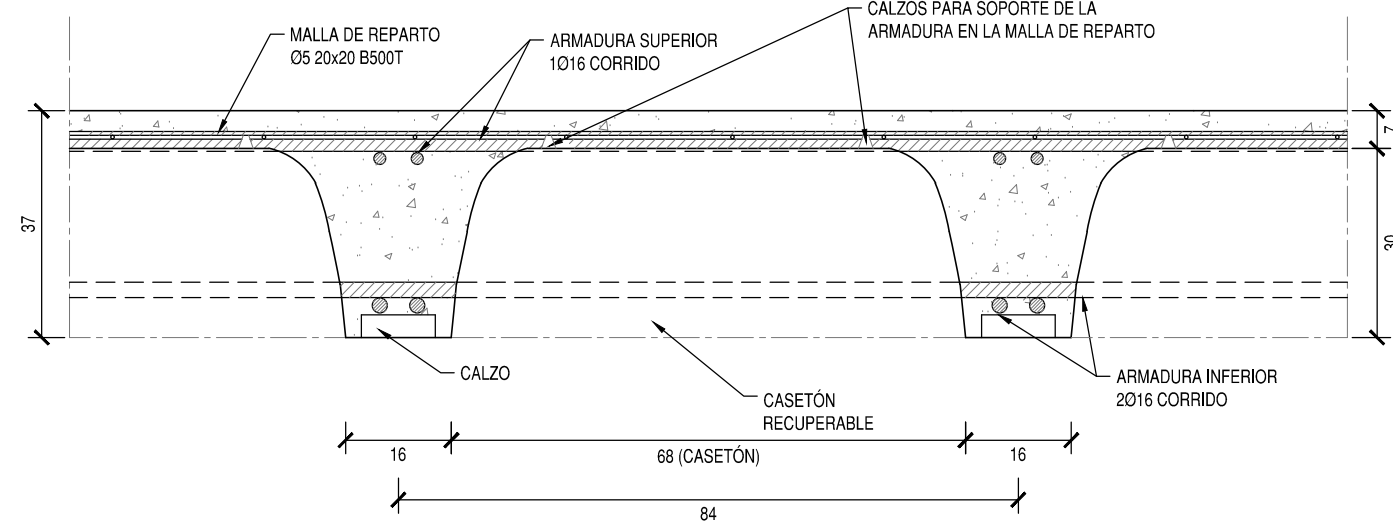 CALZOS PARA SOPORTE DE LA
ARMADURA EN LA MALLA DE REPARTO
MALLA DE REPARTO
Ø5 20x20 B500T
ARMADURA SUPERIOR
1Ø16 CORRIDO
7
37
30
CALZO
CASETÓN
RECUPERABLE
ARMADURA INFERIOR
2Ø16 CORRIDO
16
68 (CASETÓN)
16
84